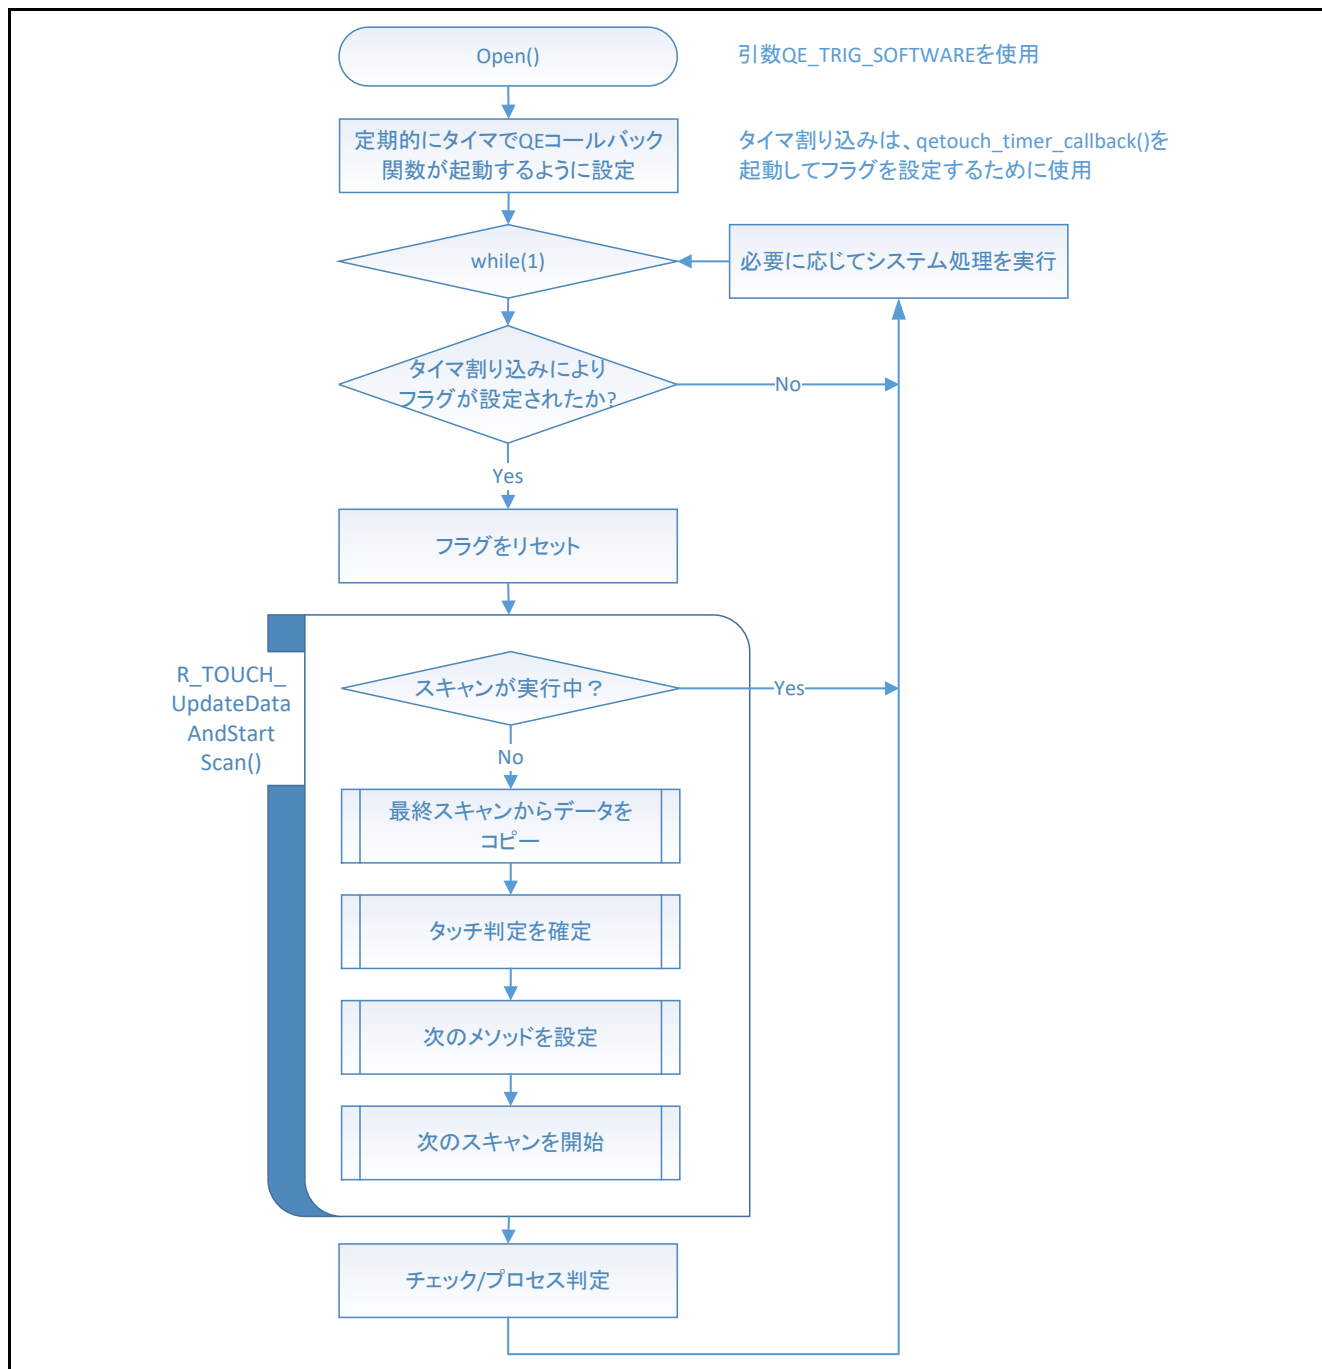 Open()
引数QE_TRIG_SOFTWAREを使用
定期的にタイマでQEコールバック
関数が起動するように設定
タイマ割り込みは、qetouch_timer_callback()を
起動してフラグを設定するために使用
while(1)
必要に応じてシステム処理を実行
タイマ割り込みにより
フラグが設定されたか?
No
Yes
フラグをリセット
R_TOUCH_
UpdateData
AndStart
Scan()
スキャンが実行中？
Yes
No
最終スキャンからデータを
コピー
タッチ判定を確定
次のメソッドを設定
次のスキャンを開始
チェック/プロセス判定